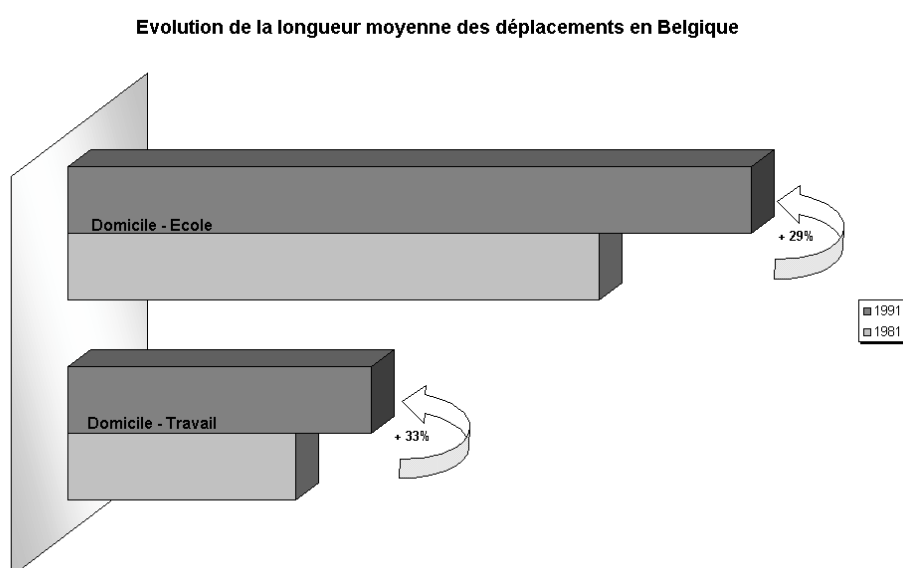 Evolution de la longueur moyenne des déplacements en Belgique
Domicile - Ecole
+ 29%
1991
1981
Domicile - Travail
+ 33%